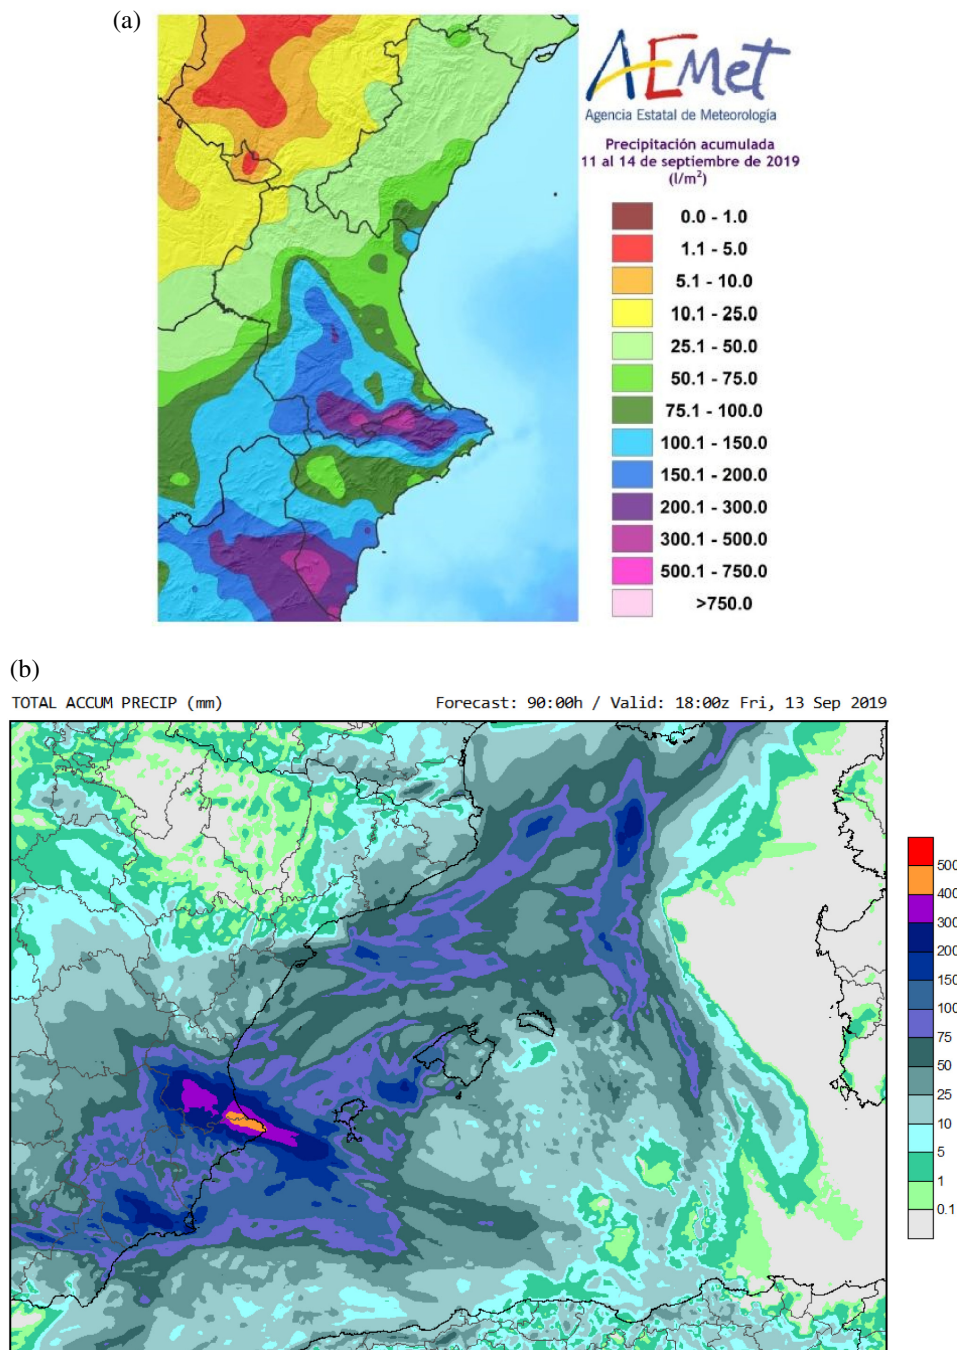 (a)
AEMet
Agencia Estatal de Meteorología
Precipitación acumulada
11 al 14 de septiembre de 2019
(l/m²)
0.0 - 1.0
1.1 - 5.0
5.1 - 10.0
10.1 - 25.0
25.1 - 50.0
50.1 - 75.0
75.1 - 100.0
100.1 - 150.0
150.1 - 200.0
200.1 - 300.0
300.1 - 500.0
500.1 - 750.0
>750.0
(b)
TOTAL ACCUM PRECIP (mm) Forecast: 90:00h / Valid: 18:00z Fri, 13 Sep 2019
500
400
300
200
150
100
75
50
25
10
5
1
0.1